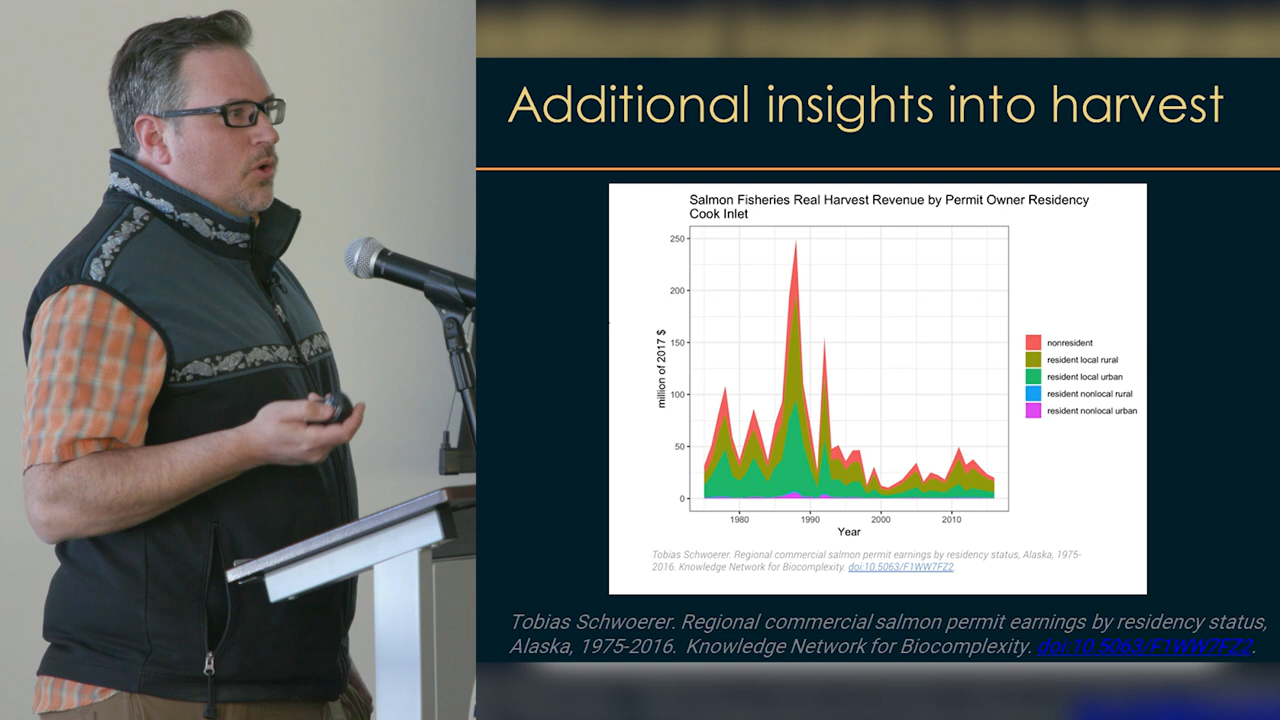 Additional insights into harvest
Salmon Fisheries Real Harvest Revenue by Permit Owner Residency
Cook Inlet
250
200
150
100
50
0
million of 2017 $
1980
1990
2000
2010
Year
nonresident
resident local rural
resident local urban
resident nonlocal rural
resident nonlocal urban
Tobias Schwoerer. Regional commercial salmon permit earnings by residency status, Alaska, 1975-
2016. Knowledge Network for Biocomplexity. doi:10.5063/F1WW7FZ2.
Tobias Schwoerer. Regional commercial salmon permit earnings by residency status,
Alaska, 1975-2016. Knowledge Network for Biocomplexity. doi:10.5063/F1WW7FZ2.